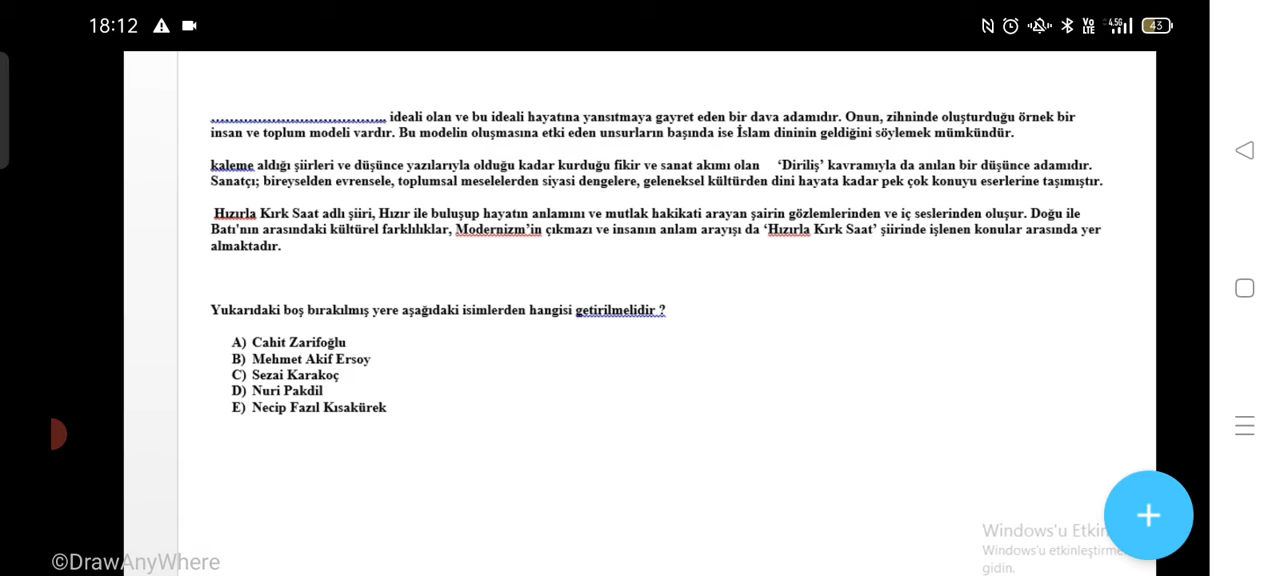 18:12
Vo LTE 4.5G 43
.................................... ideali olan ve bu ideali hayatına yansıtmaya gayret eden bir dava adamıdır. Onun, zihninde oluşturduğu örnek bir
insan ve toplum modeli vardır. Bu modelin oluşmasına etki eden unsurların başında ise İslam dininin geldiğini söylemek mümkündür.
kaleme aldığı şiirleri ve düşünce yazılarıyla olduğu kadar kurduğu fikir ve sanat akımı olan ‘Diriliş’ kavramıyla da anılan bir düşünce adamıdır.
Sanatçı; bireyselden evrensele, toplumsal meselelerden siyasi dengelere, geleneksel kültürden dini hayata kadar pek çok konuyu eserlerine taşımıştır.
Hızırla Kırk Saat adlı şiiri, Hızır ile buluşup hayatın anlamını ve mutlak hakikati arayan şairin gözlemlerinden ve iç seslerinden oluşur. Doğu ile
Batı'nın arasındaki kültürel farklılıklar, Modernizm’in çıkmazı ve insanın anlam arayışı da ‘Hızırla Kırk Saat’ şiirinde işlenen konular arasında yer
almaktadır.
Yukarıdaki boş bırakılmış yere aşağıdaki isimlerden hangisi getirilmelidir ?
A) Cahit Zarifoğlu
B) Mehmet Akif Ersoy
C) Sezai Karakoç
D) Nuri Pakdil
E) Necip Fazıl Kısakürek
Windows'u Etkin
Windows'u etkinleştirme
gidin.
©DrawAnyWhere